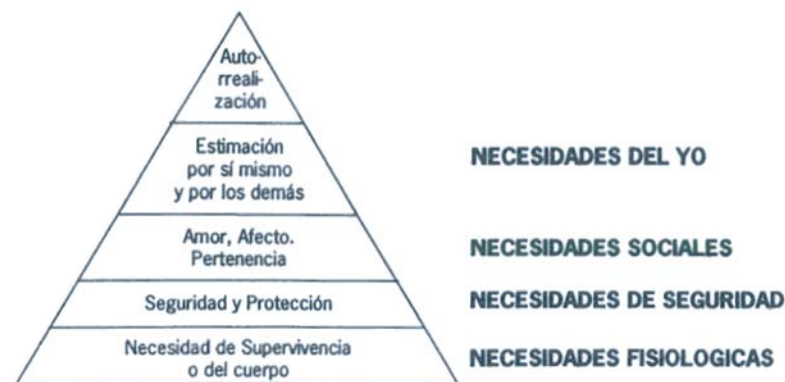 Auto-
rreali-
zación
Estimación
por sí mismo
y por los demás
NECESIDADES DEL YO
Amor, Afecto.
Pertenencia
NECESIDADES SOCIALES
Seguridad y Protección
NECESIDADES DE SEGURIDAD
Necesidad de Supervivencia
o del cuerpo
NECESIDADES FISIOLOGICAS